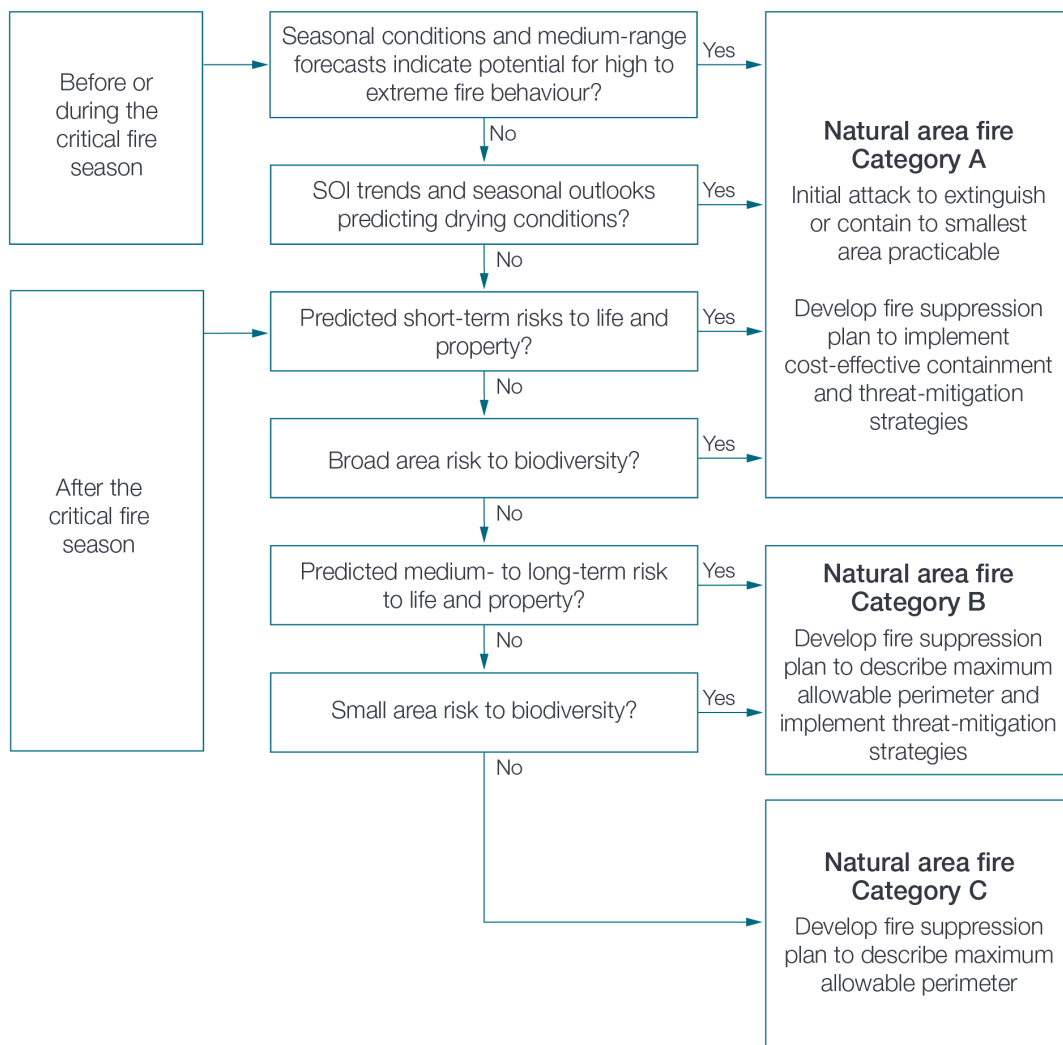 Before or
during the
critical fire
season
Seasonal conditions and medium-range
forecasts indicate potential for high to
extreme fire behaviour?
Yes
No
SOI trends and seasonal outlooks
predicting drying conditions?
Yes
No
Natural area fire
Category A
Initial attack to extinguish
or contain to smallest
area practicable
Develop fire suppression
plan to implement
cost-effective containment
and threat-mitigation
strategies
After the
critical fire
season
Predicted short-term risks to life and
property?
Yes
No
Broad area risk to biodiversity?
Yes
No
Predicted medium- to long-term risk
to life and property?
Yes
No
Small area risk to biodiversity?
Yes
No
Natural area fire
Category B
Develop fire suppression
plan to describe maximum
allowable perimeter and
implement threat-mitigation
strategies
Natural area fire
Category C
Develop fire suppression
plan to describe maximum
allowable perimeter